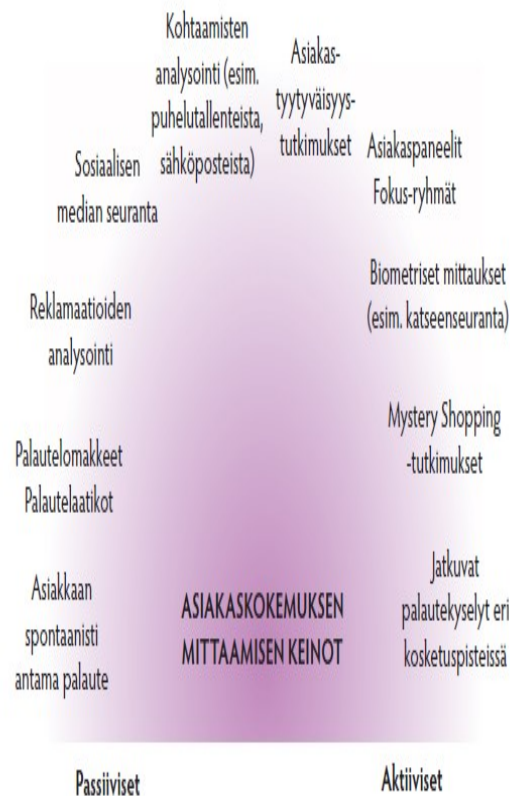 Kohtaamisten
analysointi (esim.
puhelutallenteista,
sähköposteista)
Asiakas-
tyytyväisyys-
tutkimukset
Asiakaspaneelit
Fokus-ryhmät
Sosiaalisen
median seuranta
Biometriset mittaukset
(esim. katseenseuranta)
Reklamaatioiden
analysointi
Mystery Shopping
-tutkimukset
Palautelomakkeet
Palautelaatikot
Jatkuvat
palautekyselyt eri
kosketuspisteissä
Asiakkaan
spontaanisti
antama palaute
ASIAKASKOKEMUKSEN
MITTAAMISEN KEINOT
Passiiviset
Aktiiviset